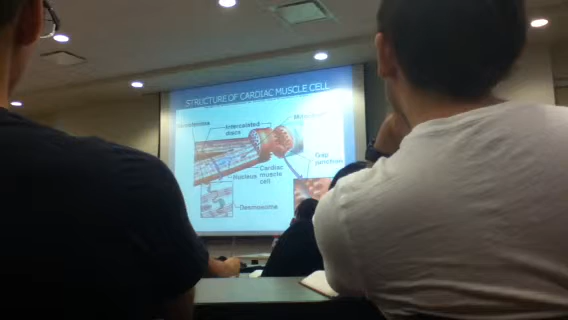 STRUCTURE OF CARDIAC MUSCLE CELL
Intercalated
discs
Gap
junction
Cardiac
muscle
cell
Nucleus
Desmosome